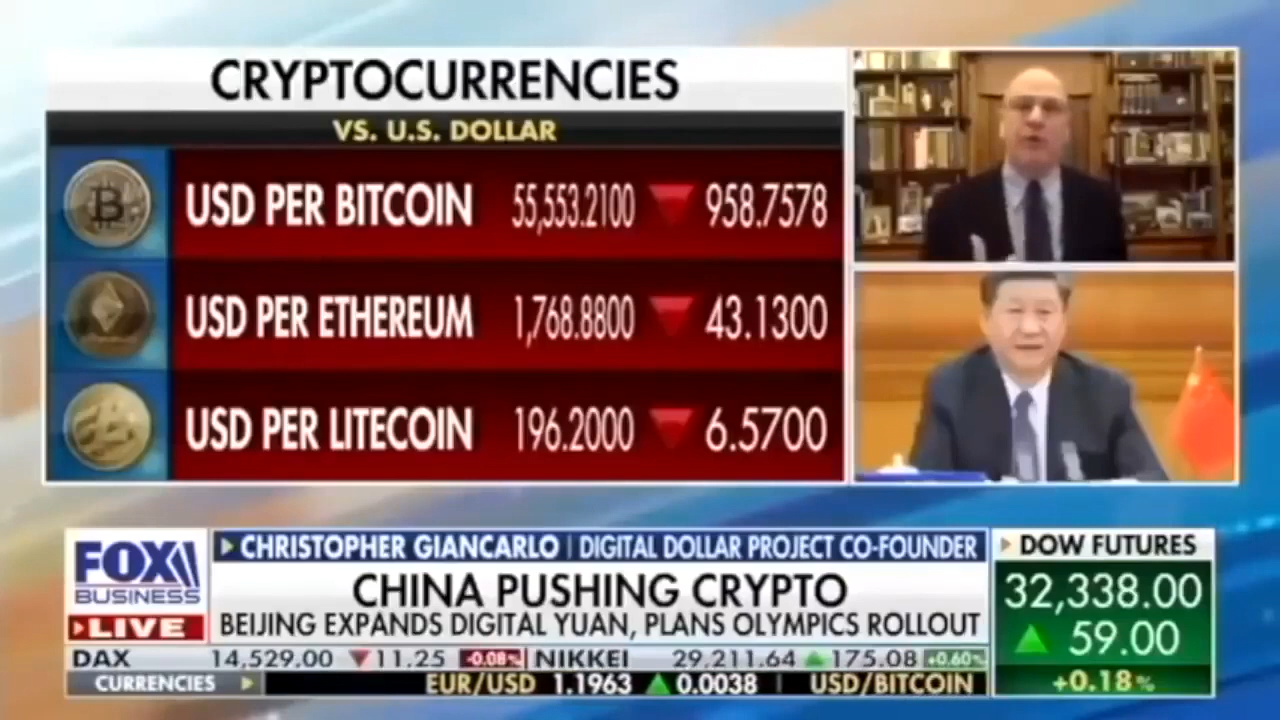 CRYPTOCURRENCIES
VS. U.S. DOLLAR
USD PER BITCOIN 55,553.2100 ▼ 958.7578
USD PER ETHEREUM 1,768.8800 ▼ 43.1300
USD PER LITECOIN 196.2000 ▼ 6.5700
FOX BUSINESS
LIVE
CHRISTOPHER GIANCARLO | DIGITAL DOLLAR PROJECT CO-FOUNDER
CHINA PUSHING CRYPTO
BEIJING EXPANDS DIGITAL YUAN, PLANS OLYMPICS ROLLOUT
DOW FUTURES
32,338.00
▲ 59.00
+0.18%
DAX 14,529.00 ▼ 11.25 -0.08% NIKKEI 29,211.64 ▲ 175.08 +0.60%
CURRENCIES EUR/USD 1.1963 ▲ 0.0038 USD/BITCOIN